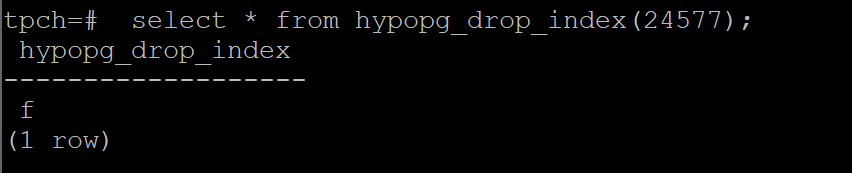 tpch=#  select * from hypopg_drop_index(24577);
 hypopg_drop_index
-------------------
 f
(1 row)